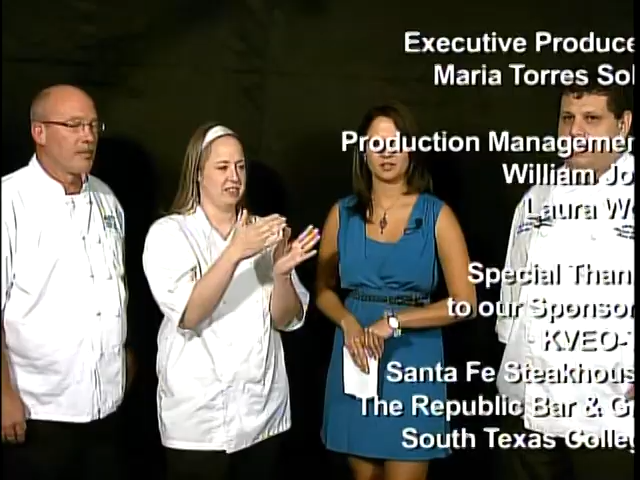 Executive Produce
Maria Torres Sol
Production Managemen
William Jo
Laura W
Special Than
to our Sponsor
KVEO-
Santa Fe Steakhous
The Republic Bar & G
South Texas Colleg